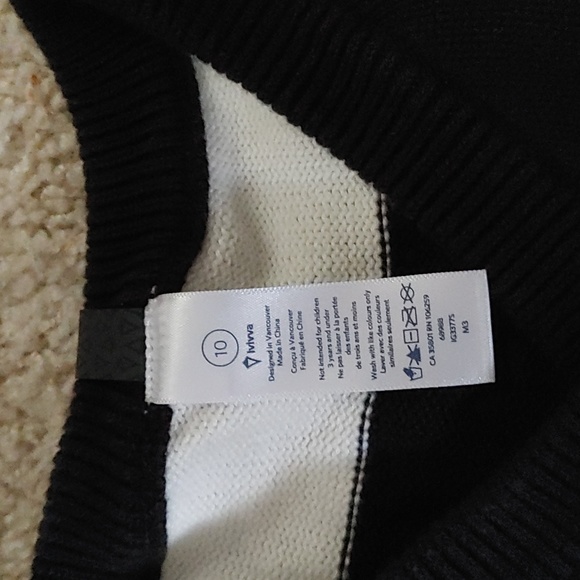 10
ivivva
Designed in Vancouver
Made in China
Conçu à Vancouver
Fabriqué en Chine
Not intended for children
3 years and under
Ne pas laisser à la portée
des enfants
de trois ans et moins
Wash with like colours only
Laver avec des couleurs
similaires seulement
CA 35801 RN 106259
6898B
IG3377S
M3